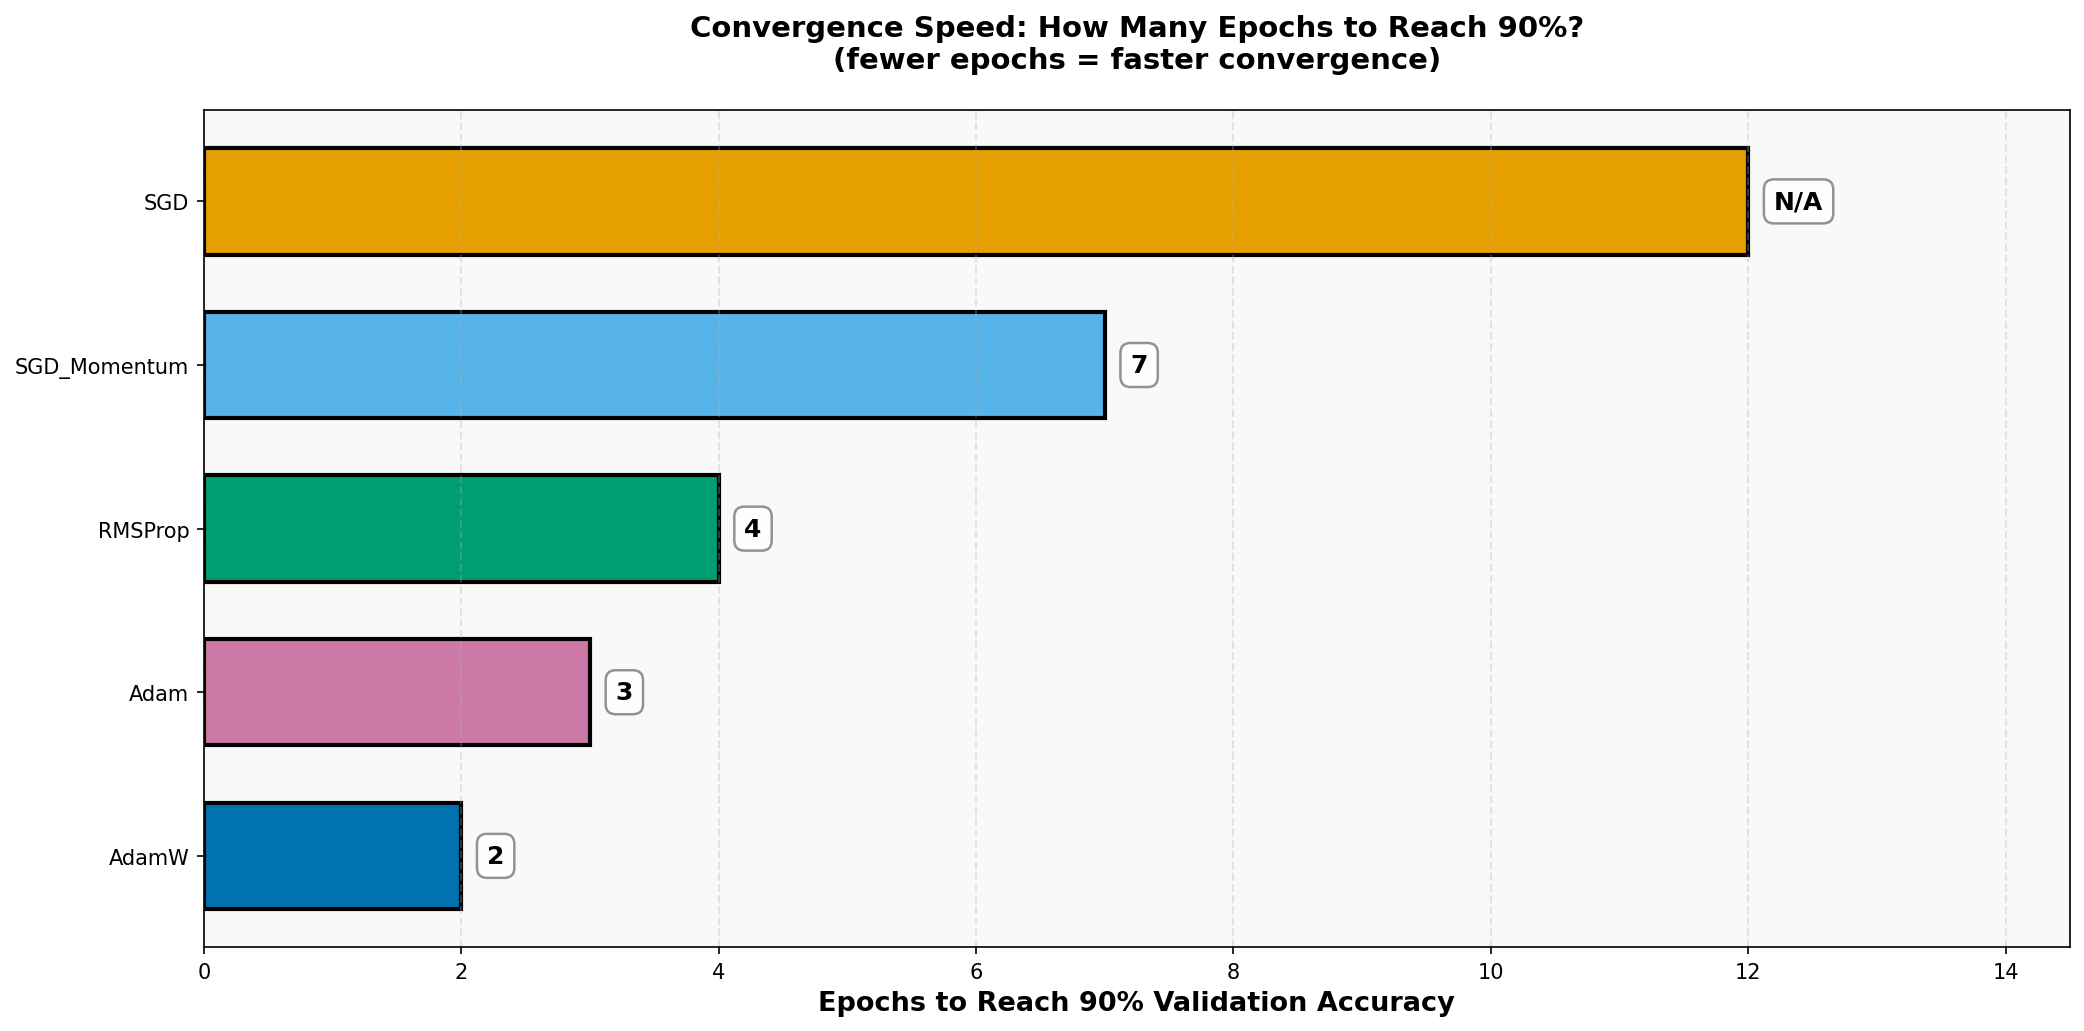 Convergence Speed: How Many Epochs to Reach 90%?
(fewer epochs = faster convergence)
SGD
N/A
SGD_Momentum
7
RMSProp
4
Adam
3
AdamW
2
0 2 4 6 8 10 12 14
Epochs to Reach 90% Validation Accuracy